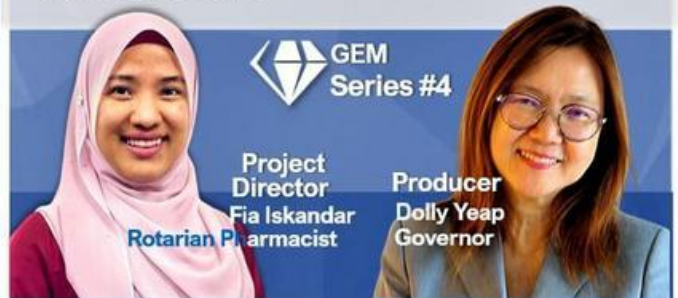 GEM
Series #4
Project
Director
Fia Iskandar
Rotarian Pharmacist
Producer
Dolly Yeap
Governor